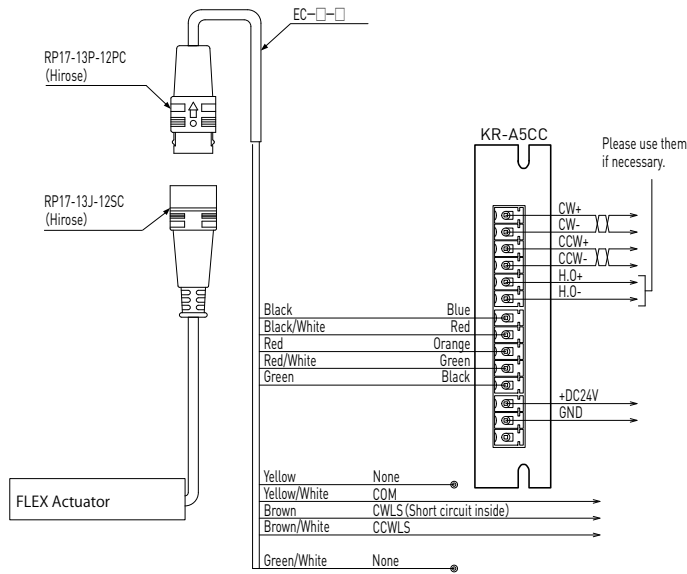 EC-□-□
RP17-13P-12PC
(Hirose)
KR-A5CC
Please use them
if necessary.
RP17-13J-12SC
(Hirose)
CW+
CW-
CCW+
CCW-
H.O+
H.O-
Black Blue
Black/White Red
Red Orange
Red/White Green
Green Black
+DC24V
GND
FLEX Actuator
Yellow None
Yellow/White COM
Brown CWLS (Short circuit inside)
Brown/White CCWLS
Green/White None